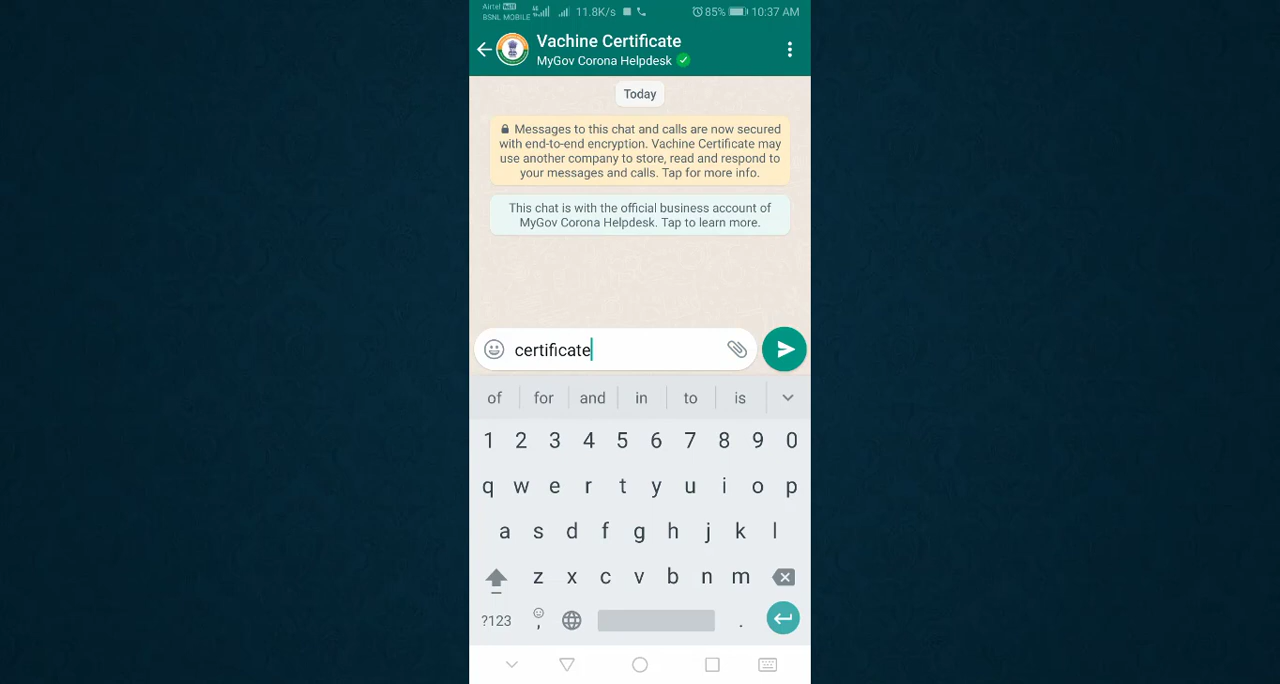 Airtel VoLTE
BSNL MOBILE 11.8K/s 85% 10:37 AM
Vachine Certificate
MyGov Corona Helpdesk
Today
Messages to this chat and calls are now secured
with end-to-end encryption. Vachine Certificate may
use another company to store, read and respond to
your messages and calls. Tap for more info.
This chat is with the official business account of
MyGov Corona Helpdesk. Tap to learn more.
certificate
of for and in to is
1 2 3 4 5 6 7 8 9 0
q w e r t y u i o p
a s d f g h j k l
z x c v b n m
?123 , .